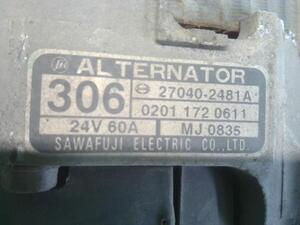 ALTERNATOR
306
27040-2481A
0201 172 0611
24V 60A MJ 0835
SAWAFUJI ELECTRIC CO.,LTD.